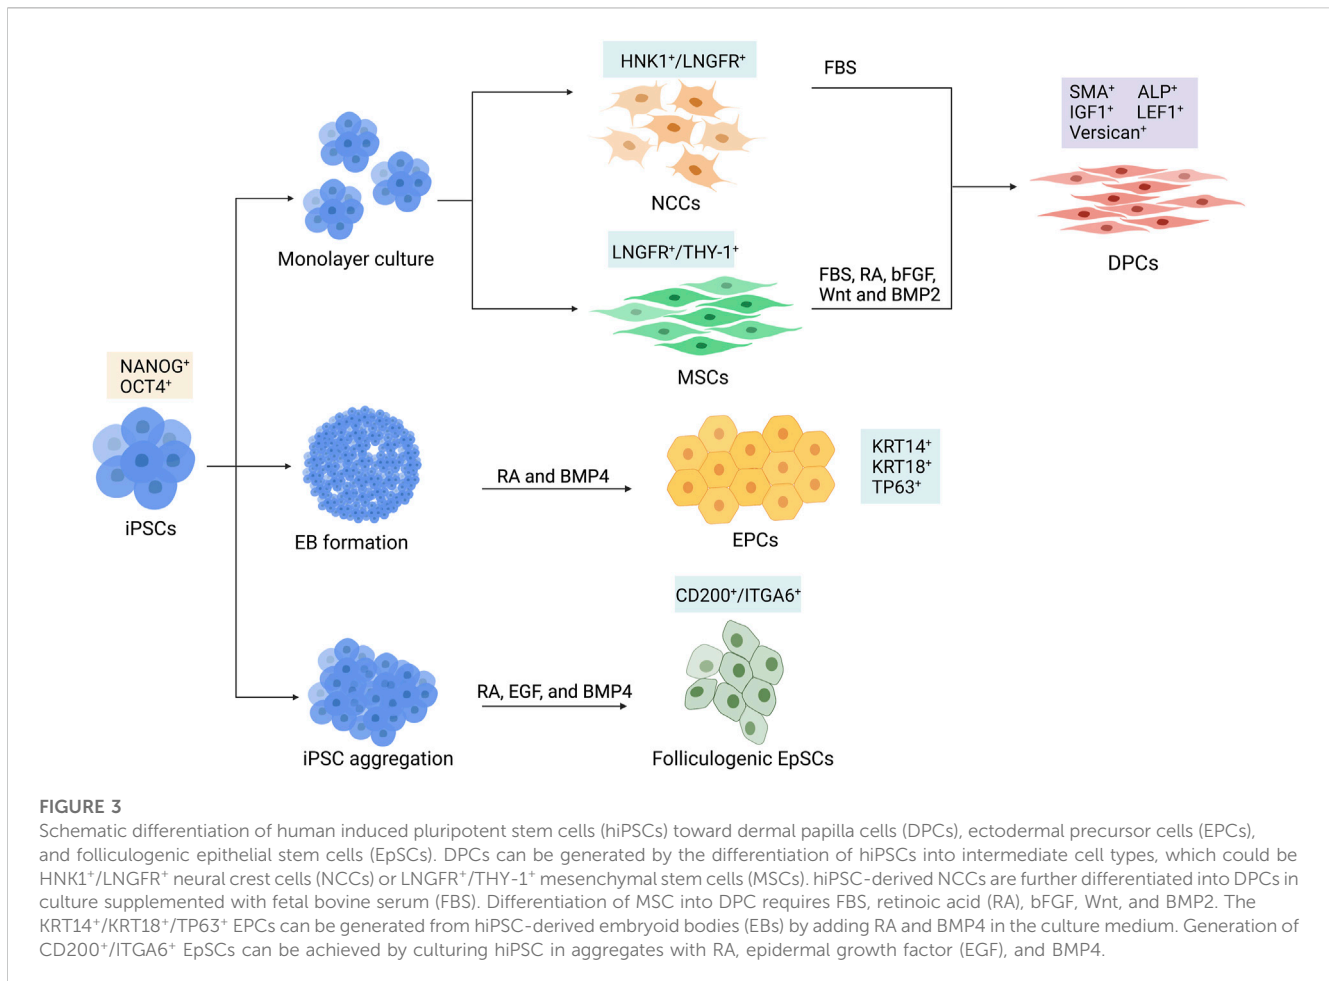 HNK1⁺/LNGFR⁺
FBS
SMA⁺ ALP⁺
IGF1⁺ LEF1⁺
Versican⁺
NCCs
Monolayer culture
LNGFR⁺/THY-1⁺
FBS, RA, bFGF,
Wnt and BMP2
DPCs
MSCs
NANOG⁺
OCT4⁺
iPSCs
EB formation
RA and BMP4
EPCs
KRT14⁺
KRT18⁺
TP63⁺
CD200⁺/ITGA6⁺
RA, EGF, and BMP4
iPSC aggregation
Folliculogenic EpSCs
FIGURE 3
Schematic differentiation of human induced pluripotent stem cells (hiPSCs) toward dermal papilla cells (DPCs), ectodermal precursor cells (EPCs),
and folliculogenic epithelial stem cells (EpSCs). DPCs can be generated by the differentiation of hiPSCs into intermediate cell types, which could be
HNK1⁺/LNGFR⁺ neural crest cells (NCCs) or LNGFR⁺/THY-1⁺ mesenchymal stem cells (MSCs). hiPSC-derived NCCs are further differentiated into DPCs in
culture supplemented with fetal bovine serum (FBS). Differentiation of MSC into DPC requires FBS, retinoic acid (RA), bFGF, Wnt, and BMP2. The
KRT14⁺/KRT18⁺/TP63⁺ EPCs can be generated from hiPSC-derived embryoid bodies (EBs) by adding RA and BMP4 in the culture medium. Generation of
CD200⁺/ITGA6⁺ EpSCs can be achieved by culturing hiPSC in aggregates with RA, epidermal growth factor (EGF), and BMP4.